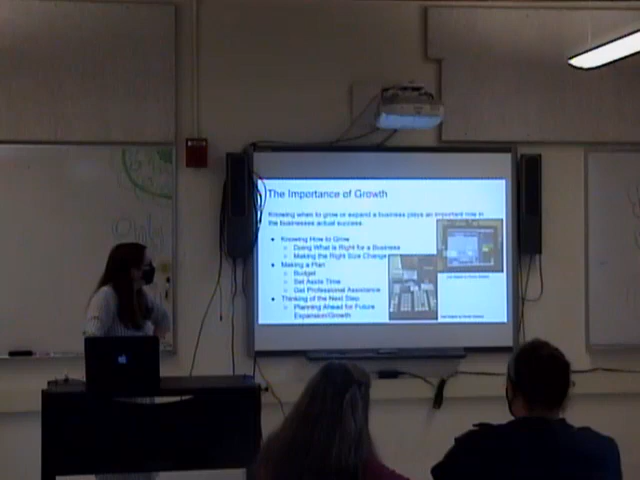 The Importance of Growth
Knowing when to grow or expand a business plays an important role in
the businesses actual success.
Knowing How to Grow
Doing What is Right for a Business
Making the Right Size Change
Making a Plan
Budget
Set Aside Time
Get Professional Assistance
Thinking of the Next Step
Planning Ahead for Future
Expansion/Growth
Only